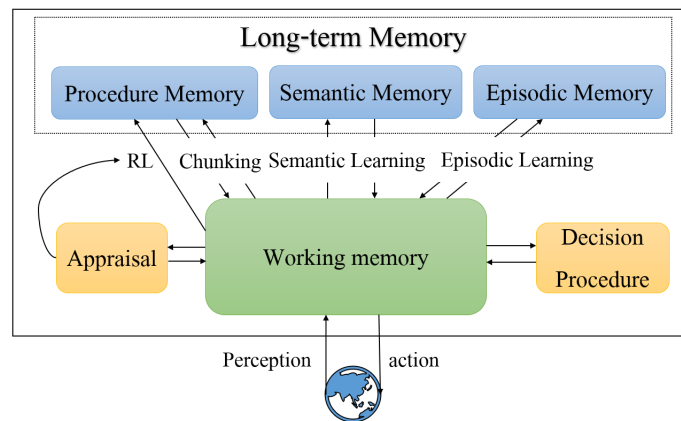 Long-term Memory
Procedure Memory
Semantic Memory
Episodic Memory
RL
Chunking
Semantic Learning
Episodic Learning
Appraisal
Working memory
Decision
Procedure
Perception
action